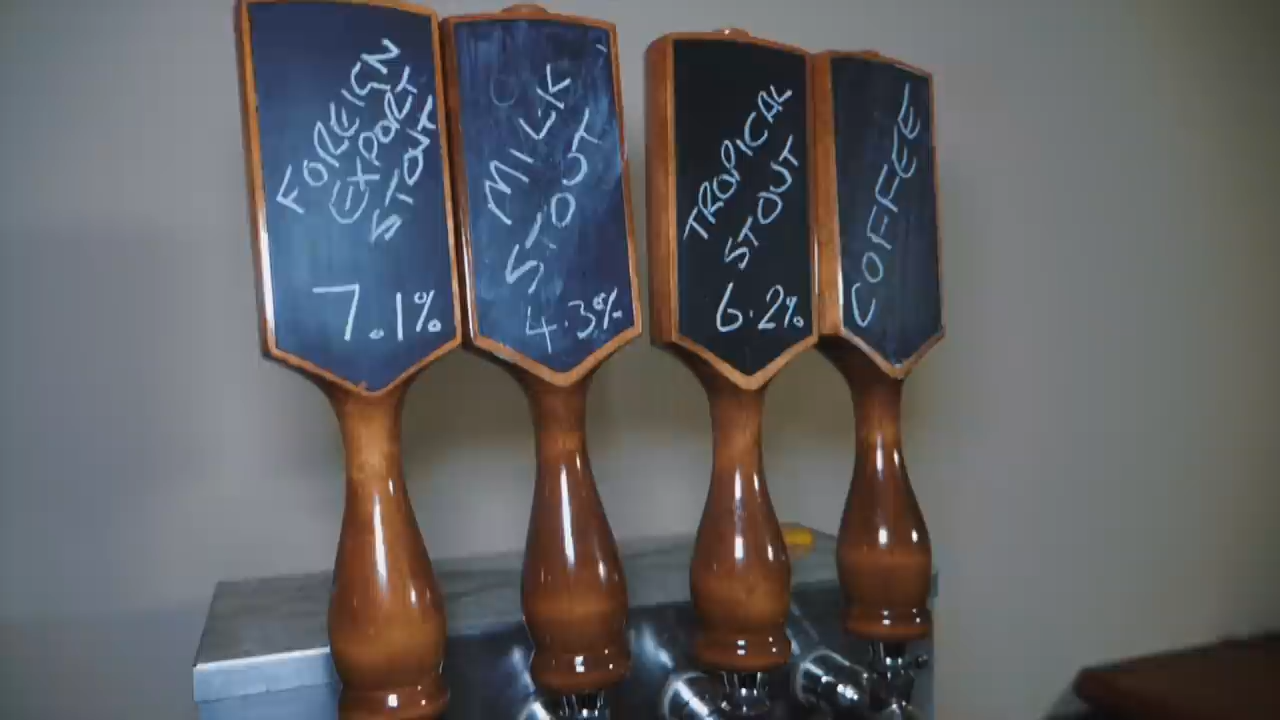 FOREIGN
EXPORT
STOUT
7.1%
MILK
STOUT
4.3%
TROPICAL
STOUT
6.2%
COFFEE